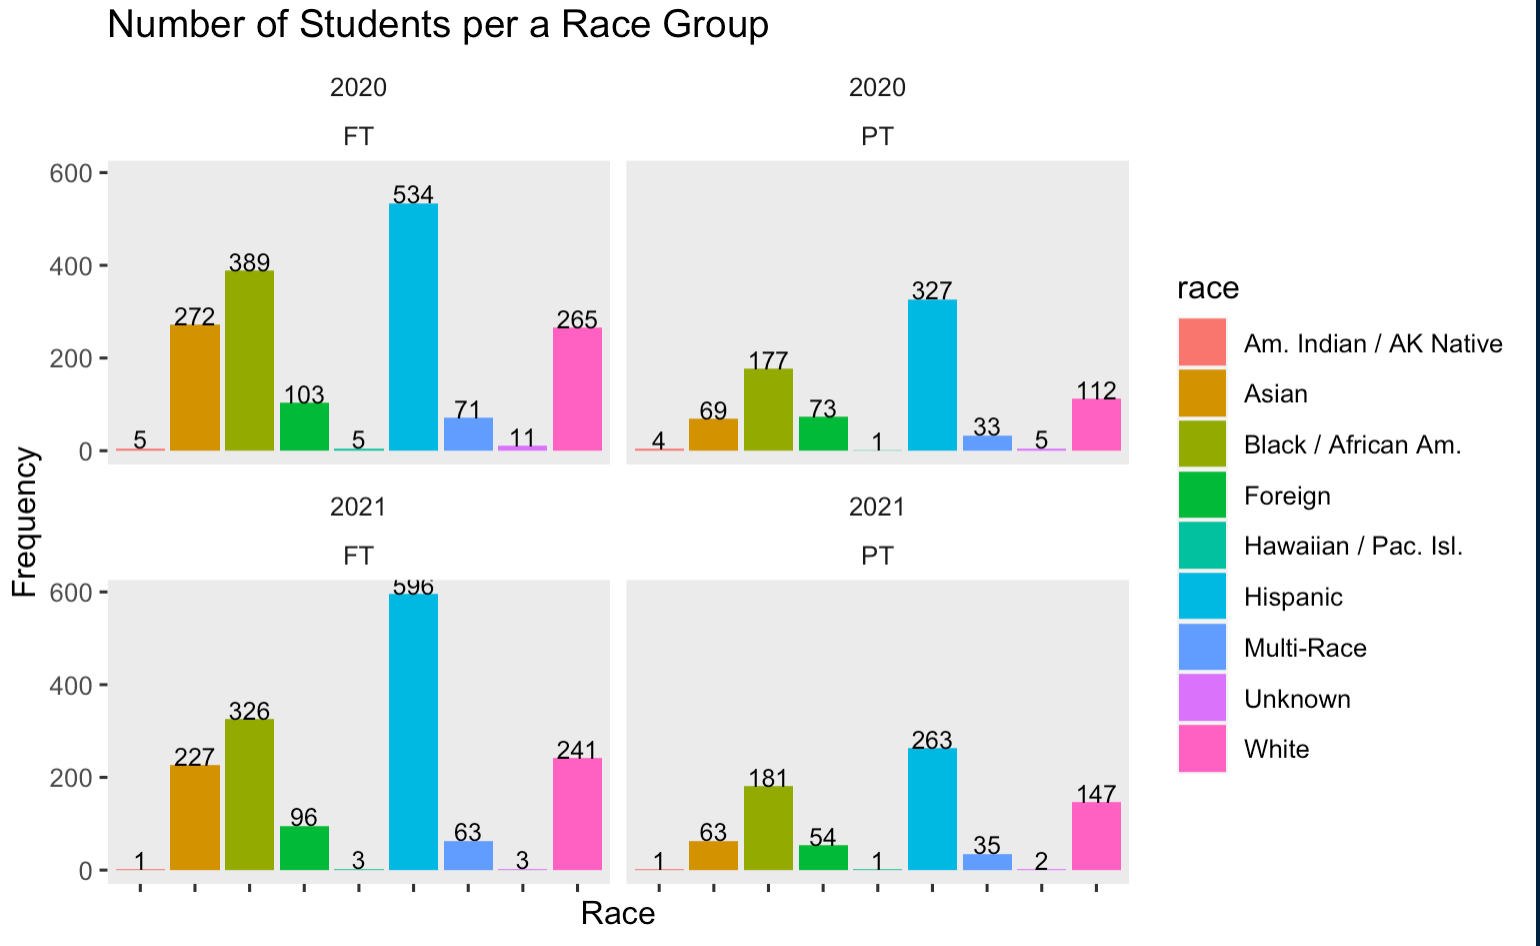 Number of Students per a Race Group
2020
2020
FT
PT
600
400
200
0
5
272
389
103
5
534
71
11
265
4
69
177
73
1
327
33
5
112
2021
2021
FT
PT
600
400
200
0
1
227
326
96
3
596
63
3
241
1
63
181
54
1
263
35
2
147
Frequency
Race
race
Am. Indian / AK Native
Asian
Black / African Am.
Foreign
Hawaiian / Pac. Isl.
Hispanic
Multi-Race
Unknown
White